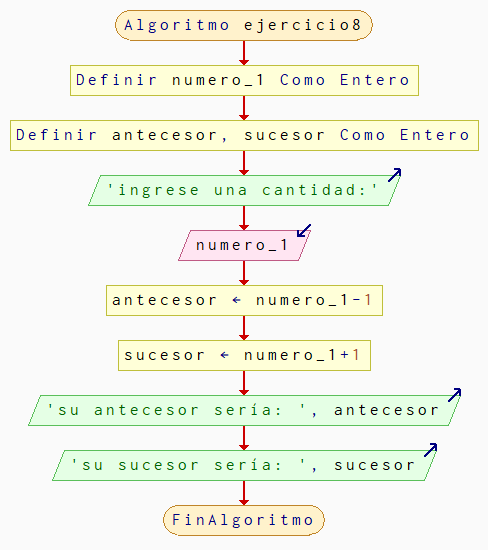 Algoritmo ejercicio8
Definir numero_1 Como Entero
Definir antecesor, sucesor Como Entero
'ingrese una cantidad:'
numero_1
antecesor ← numero_1-1
sucesor ← numero_1+1
'su antecesor sería: ', antecesor
'su sucesor sería: ', sucesor
FinAlgoritmo